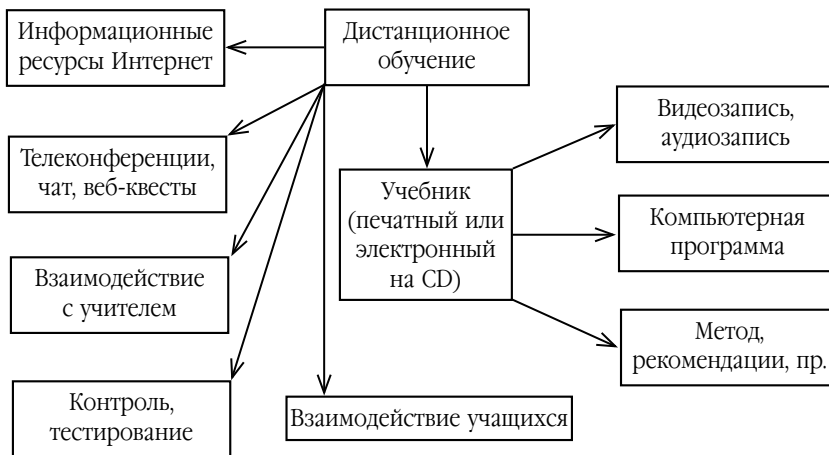 Информационные
ресурсы Интернет
Дистанционное
обучение
Видеозапись,
аудиозапись
Телеконференции,
чат, веб-квесты
Учебник
(печатный или
электронный
на CD)
Компьютерная
программа
Взаимодействие
с учителем
Метод,
рекомендации, пр.
Контроль,
тестирование
Взаимодействие учащихся